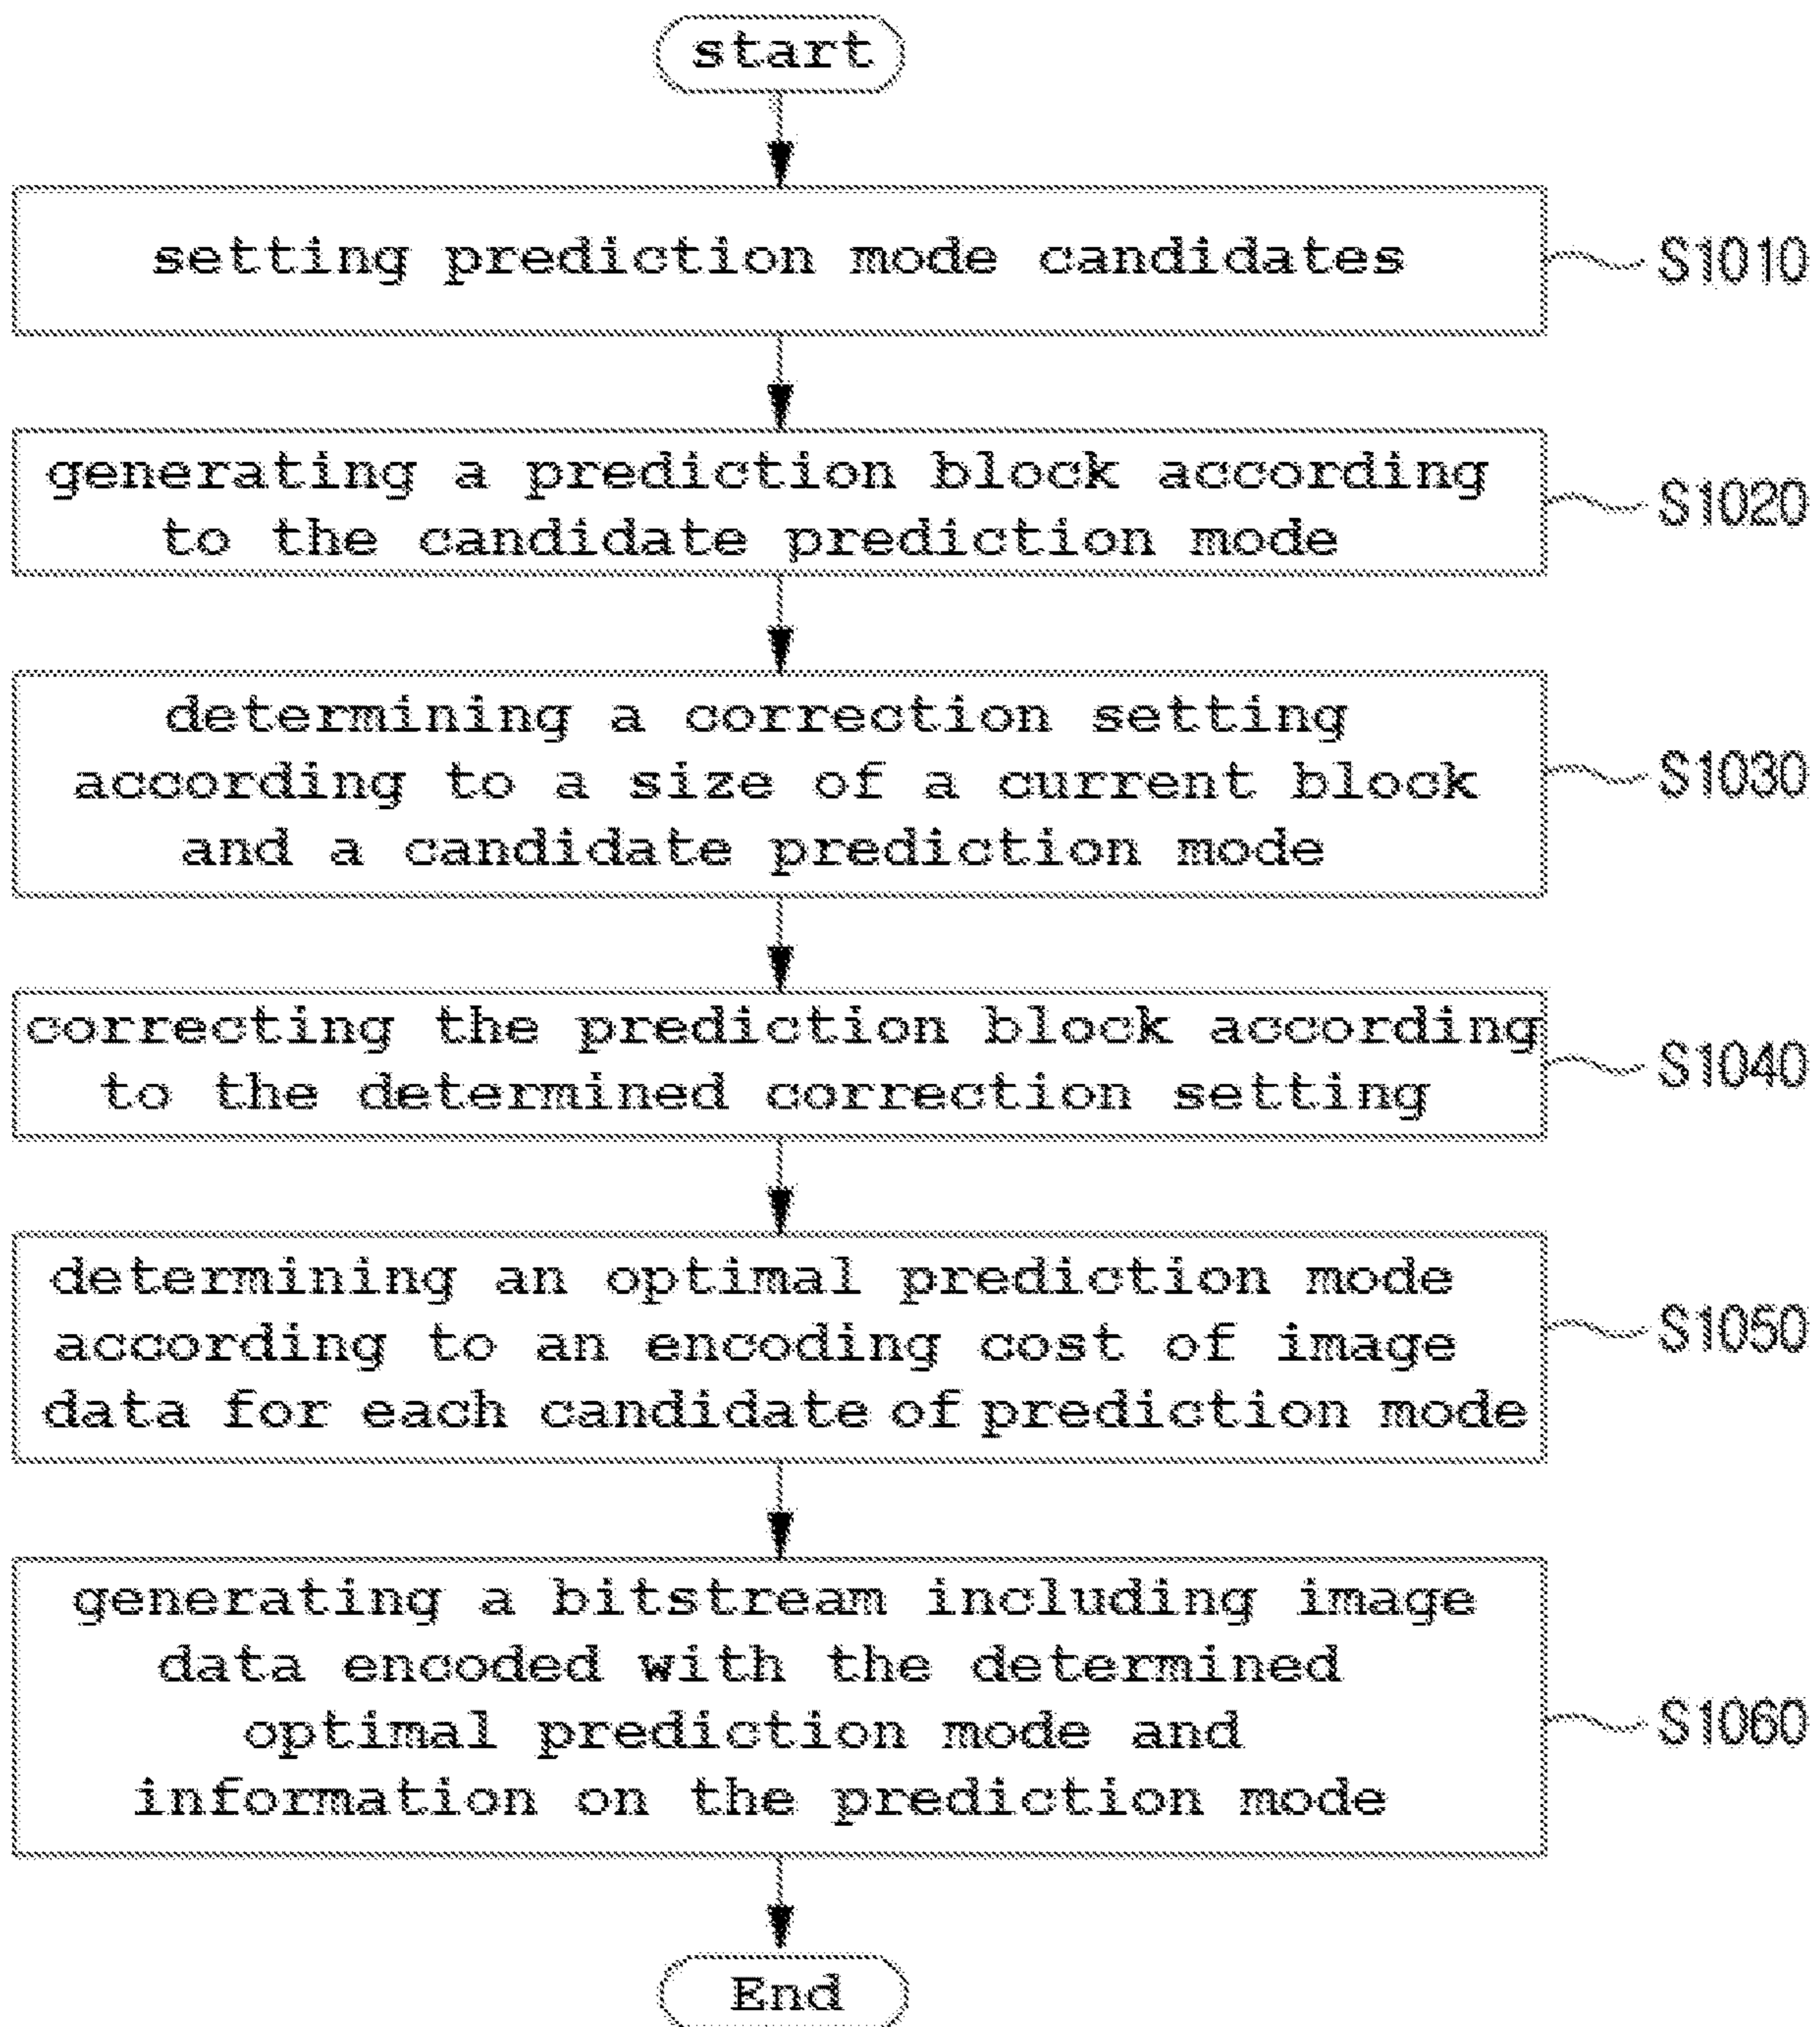 start
setting prediction mode candidates
S1010
generating a prediction block according
to the candidate prediction mode
S1020
determining a correction setting
according to a size of a current block
and a candidate prediction mode
S1030
correcting the prediction block according
to the determined correction setting
S1040
determining an optimal prediction mode
according to an encoding cost of image
data for each candidate of prediction mode
S1050
generating a bitstream including image
data encoded with the determined
optimal prediction mode and
information on the prediction mode
S1060
End